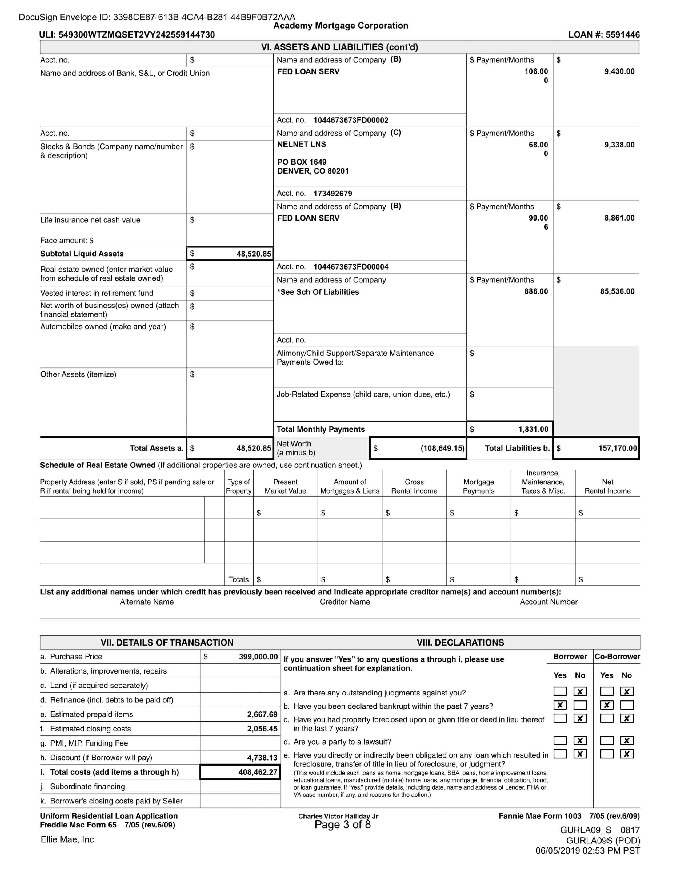 DocuSign Envelope ID: 3398CE87-613B-4CA4-B281-44B9F0B72AAA
Academy Mortgage Corporation
ULI: 549300WTZMQSET2VY242559144730 LOAN #: 5591446
VI. ASSETS AND LIABILITIES (cont'd)
Acct. no. $ Name and address of Company (B) $ Payment/Months $
Name and address of Bank, S&L, or Credit Union FED LOAN SERV 106.00 9,430.00
0
Acct. no. 1044673673FD00002
Acct. no. $ Name and address of Company (C) $ Payment/Months $
Stocks & Bonds (Company name/number $ NELNET LNS 68.00 9,338.00
& description) 0
PO BOX 1649
DENVER, CO 80201
Acct. no. 173492679
Name and address of Company (B) $ Payment/Months $
Life insurance net cash value $ FED LOAN SERV 99.00 8,861.00
6
Face amount: $
Subtotal Liquid Assets $ 48,520.85
Real estate owned (enter market value $ Acct. no. 1044673673FD00004
from schedule of real estate owned) Name and address of Company $ Payment/Months $
Vested interest in retirement fund $ *See Sch Of Liabilities 886.00 85,536.00
Net worth of business(es) owned (attach $
financial statement)
Automobiles owned (make and year) $
Acct. no.
Alimony/Child Support/Separate Maintenance $
Payments Owed to:
Other Assets (itemize) $
Job-Related Expense (child care, union dues, etc.) $
Total Monthly Payments $ 1,831.00
Total Assets a. $ 48,520.85 Net Worth $ (108,649.15) Total Liabilities b. $ 157,170.00
(a minus b)
Schedule of Real Estate Owned (If additional properties are owned, use continuation sheet.)
Property Address (enter S if sold, PS if pending sale or R if rental being held for income) Type of Property Present Market Value Amount of Mortgages & Liens Gross Rental Income Mortgage Payments Insurance, Maintenance, Taxes & Misc. Net Rental Income
$ $ $ $ $ $
Totals $ $ $ $ $ $
List any additional names under which credit has previously been received and indicate appropriate creditor name(s) and account number(s):
Alternate Name Creditor Name Account Number
VII. DETAILS OF TRANSACTION VIII. DECLARATIONS
a. Purchase Price $ 399,000.00
b. Alterations, improvements, repairs
c. Land (if acquired separately)
d. Refinance (incl. debts to be paid off)
e. Estimated prepaid items 2,667.69
f. Estimated closing costs 2,056.45
g. PMI, MIP, Funding Fee
h. Discount (if Borrower will pay) 4,738.13
i. Total costs (add items a through h) 408,462.27
j. Subordinate financing
k. Borrower's closing costs paid by Seller
If you answer "Yes" to any questions a through i, please use Borrower Co-Borrower
continuation sheet for explanation. Yes No Yes No
a. Are there any outstanding judgments against you? X X
b. Have you been declared bankrupt within the past 7 years? X X
c. Have you had property foreclosed upon or given title or deed in lieu thereof X X
in the last 7 years?
d. Are you a party to a lawsuit? X X
e. Have you directly or indirectly been obligated on any loan which resulted in X X
foreclosure, transfer of title in lieu of foreclosure, or judgment?
(This would include such loans as home mortgage loans, SBA loans, home improvement loans,
educational loans, manufactured (mobile) home loans, any mortgage, financial obligation, bond,
or loan guarantee. If "Yes," provide details, including date, name and address of Lender, FHA or
VA case number, if any, and reasons for the action.)
Uniform Residential Loan Application Charles Victor Halliday Jr Fannie Mae Form 1003 7/05 (rev.6/09)
Freddie Mac Form 65 7/05 (rev.6/09) Page 3 of 8
GURLA09 S 0817
Ellie Mae, Inc GURLA09S (POD)
06/05/2019 02:53 PM PST